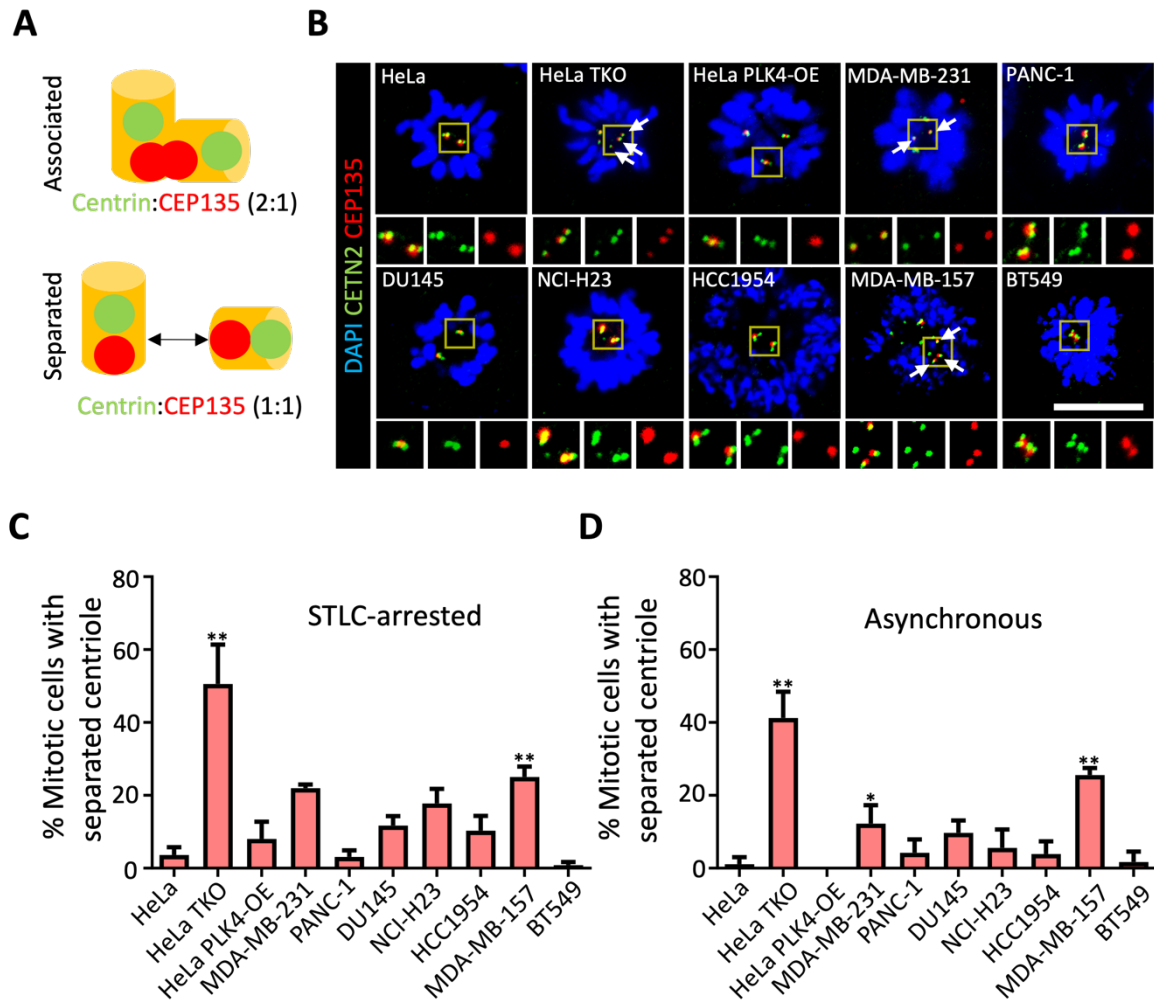 A
Associated
Centrin:CEP135 (2:1)
Separated
Centrin:CEP135 (1:1)
B
DAPI CETN2 CEP135
HeLa
HeLa TKO
HeLa PLK4-OE
MDA-MB-231
PANC-1
DU145
NCI-H23
HCC1954
MDA-MB-157
BT549
C
% Mitotic cells with
separated centriole
STLC-arrested
80
60
40
20
0
**
**
HeLa
HeLa TKO
HeLa PLK4-OE
MDA-MB-231
PANC-1
DU145
NCI-H23
HCC1954
MDA-MB-157
BT549
D
% Mitotic cells with
separated centriole
Asynchronous
80
60
40
20
0
**
*
**
HeLa
HeLa TKO
HeLa PLK4-OE
MDA-MB-231
PANC-1
DU145
NCI-H23
HCC1954
MDA-MB-157
BT549